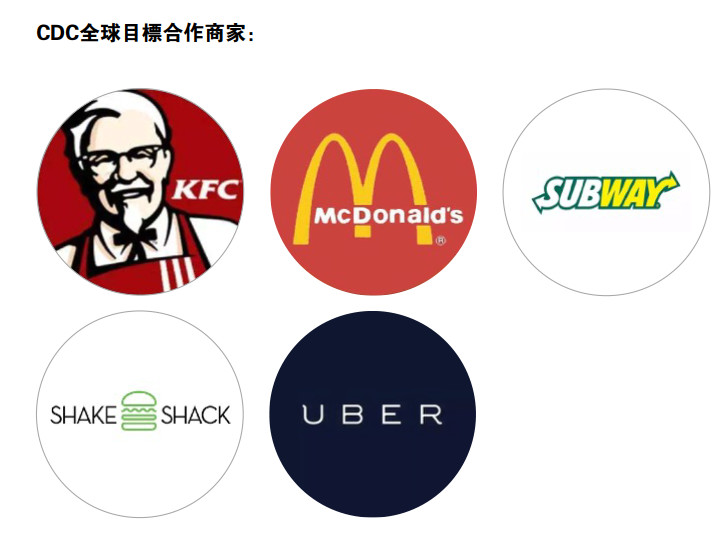 CDC全球目標合作商家：
KFC
McDonald's
®
SUBWAY
SHAKE SHACK
UBER